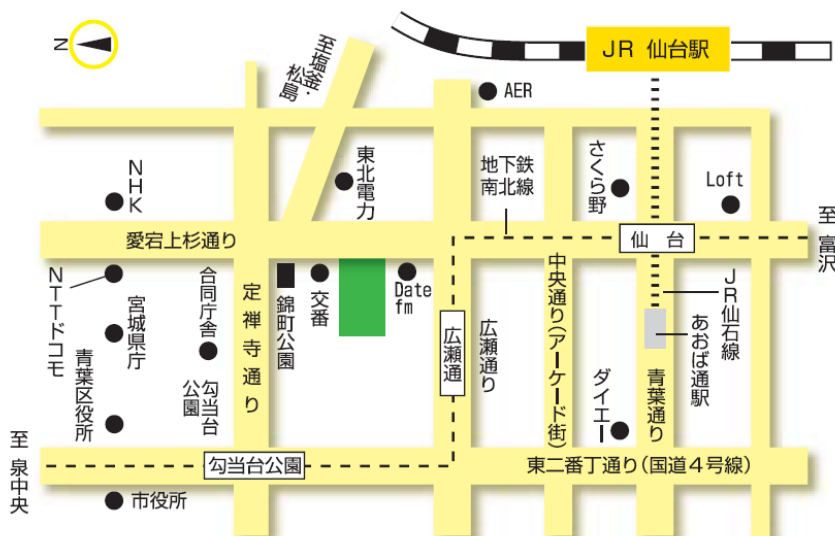 N
JR 仙台駅
至塩釜・
松島
AER
NHK
東北電力
地下鉄
南北線
さくら野
Loft
至 富沢
愛宕上杉通り
仙台
NTTドコモ
宮城県庁
青葉区役所
合同庁舎
勾当台
公園
定禅寺通り
錦町公園
交番
Date
fm
広瀬通
広瀬通り
中央通り(アーケード街)
ダイエー
青葉通り
あおば通駅
JR仙石線
至 泉中央
勾当台公園
東二番丁通り(国道4号線)
市役所